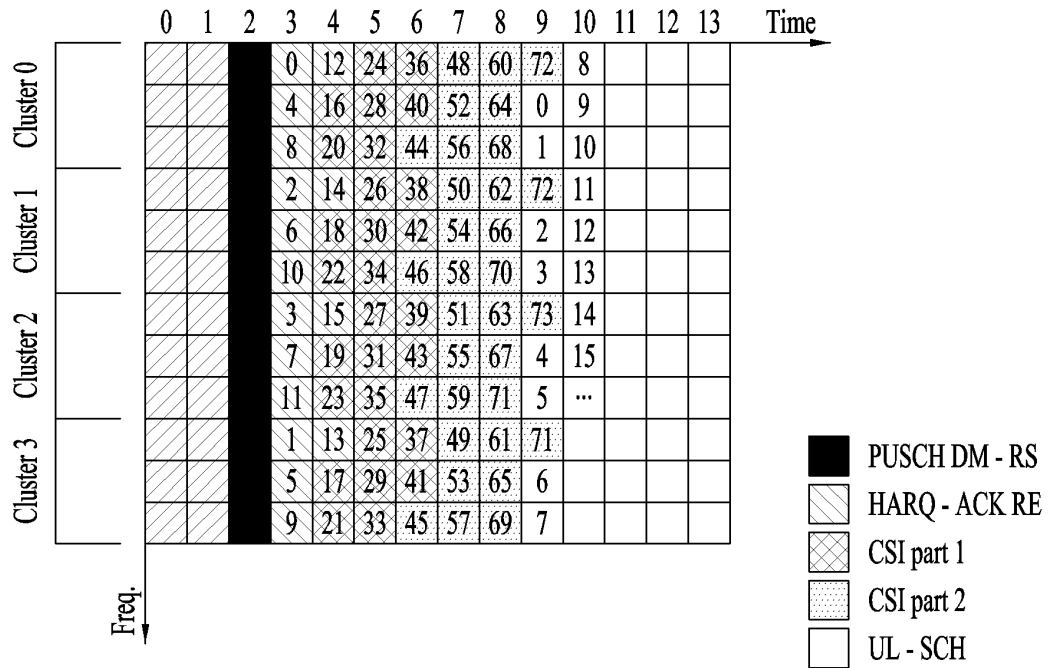 0 1 2 3 4 5 6 7 8 9 10 11 12 13 Time
Cluster 0
0 12 24 36 48 60 72 8
4 16 28 40 52 64 0 9
8 20 32 44 56 68 1 10
Cluster 1
2 14 26 38 50 62 72 11
6 18 30 42 54 66 2 12
10 22 34 46 58 70 3 13
Cluster 2
3 15 27 39 51 63 73 14
7 19 31 43 55 67 4 15
11 23 35 47 59 71 5 ...
Cluster 3
1 13 25 37 49 61 71
5 17 29 41 53 65 6
9 21 33 45 57 69 7
Freq.
PUSCH DM - RS
HARQ - ACK RE
CSI part 1
CSI part 2
UL - SCH